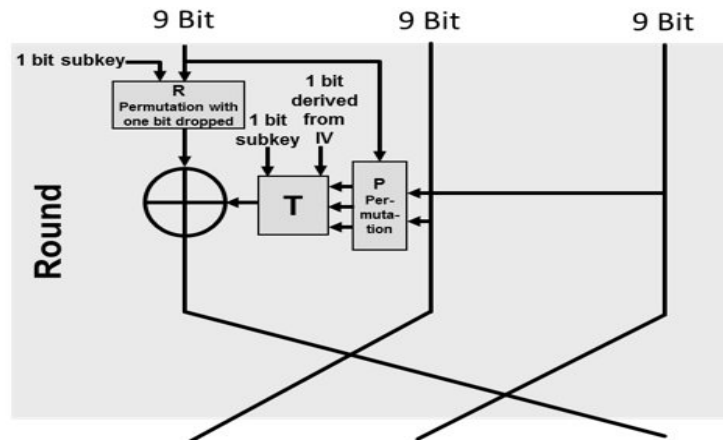 9 Bit
9 Bit
9 Bit
1 bit subkey
R
Permutation with
one bit dropped
1 bit
subkey
1 bit
derived
from
IV
T
P
Per-
muta-
tion
Round